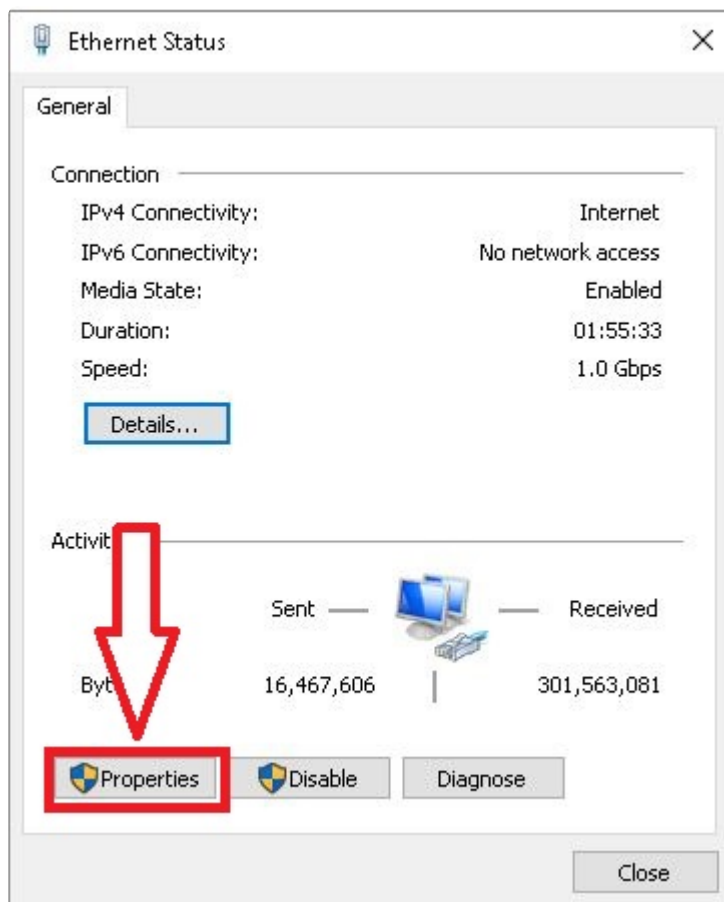 Ethernet Status
General
Connection
IPv4 Connectivity: Internet
IPv6 Connectivity: No network access
Media State: Enabled
Duration: 01:55:33
Speed: 1.0 Gbps
Details...
Activit
Sent Received
Byt 16,467,606 301,563,081
Properties Disable Diagnose
Close